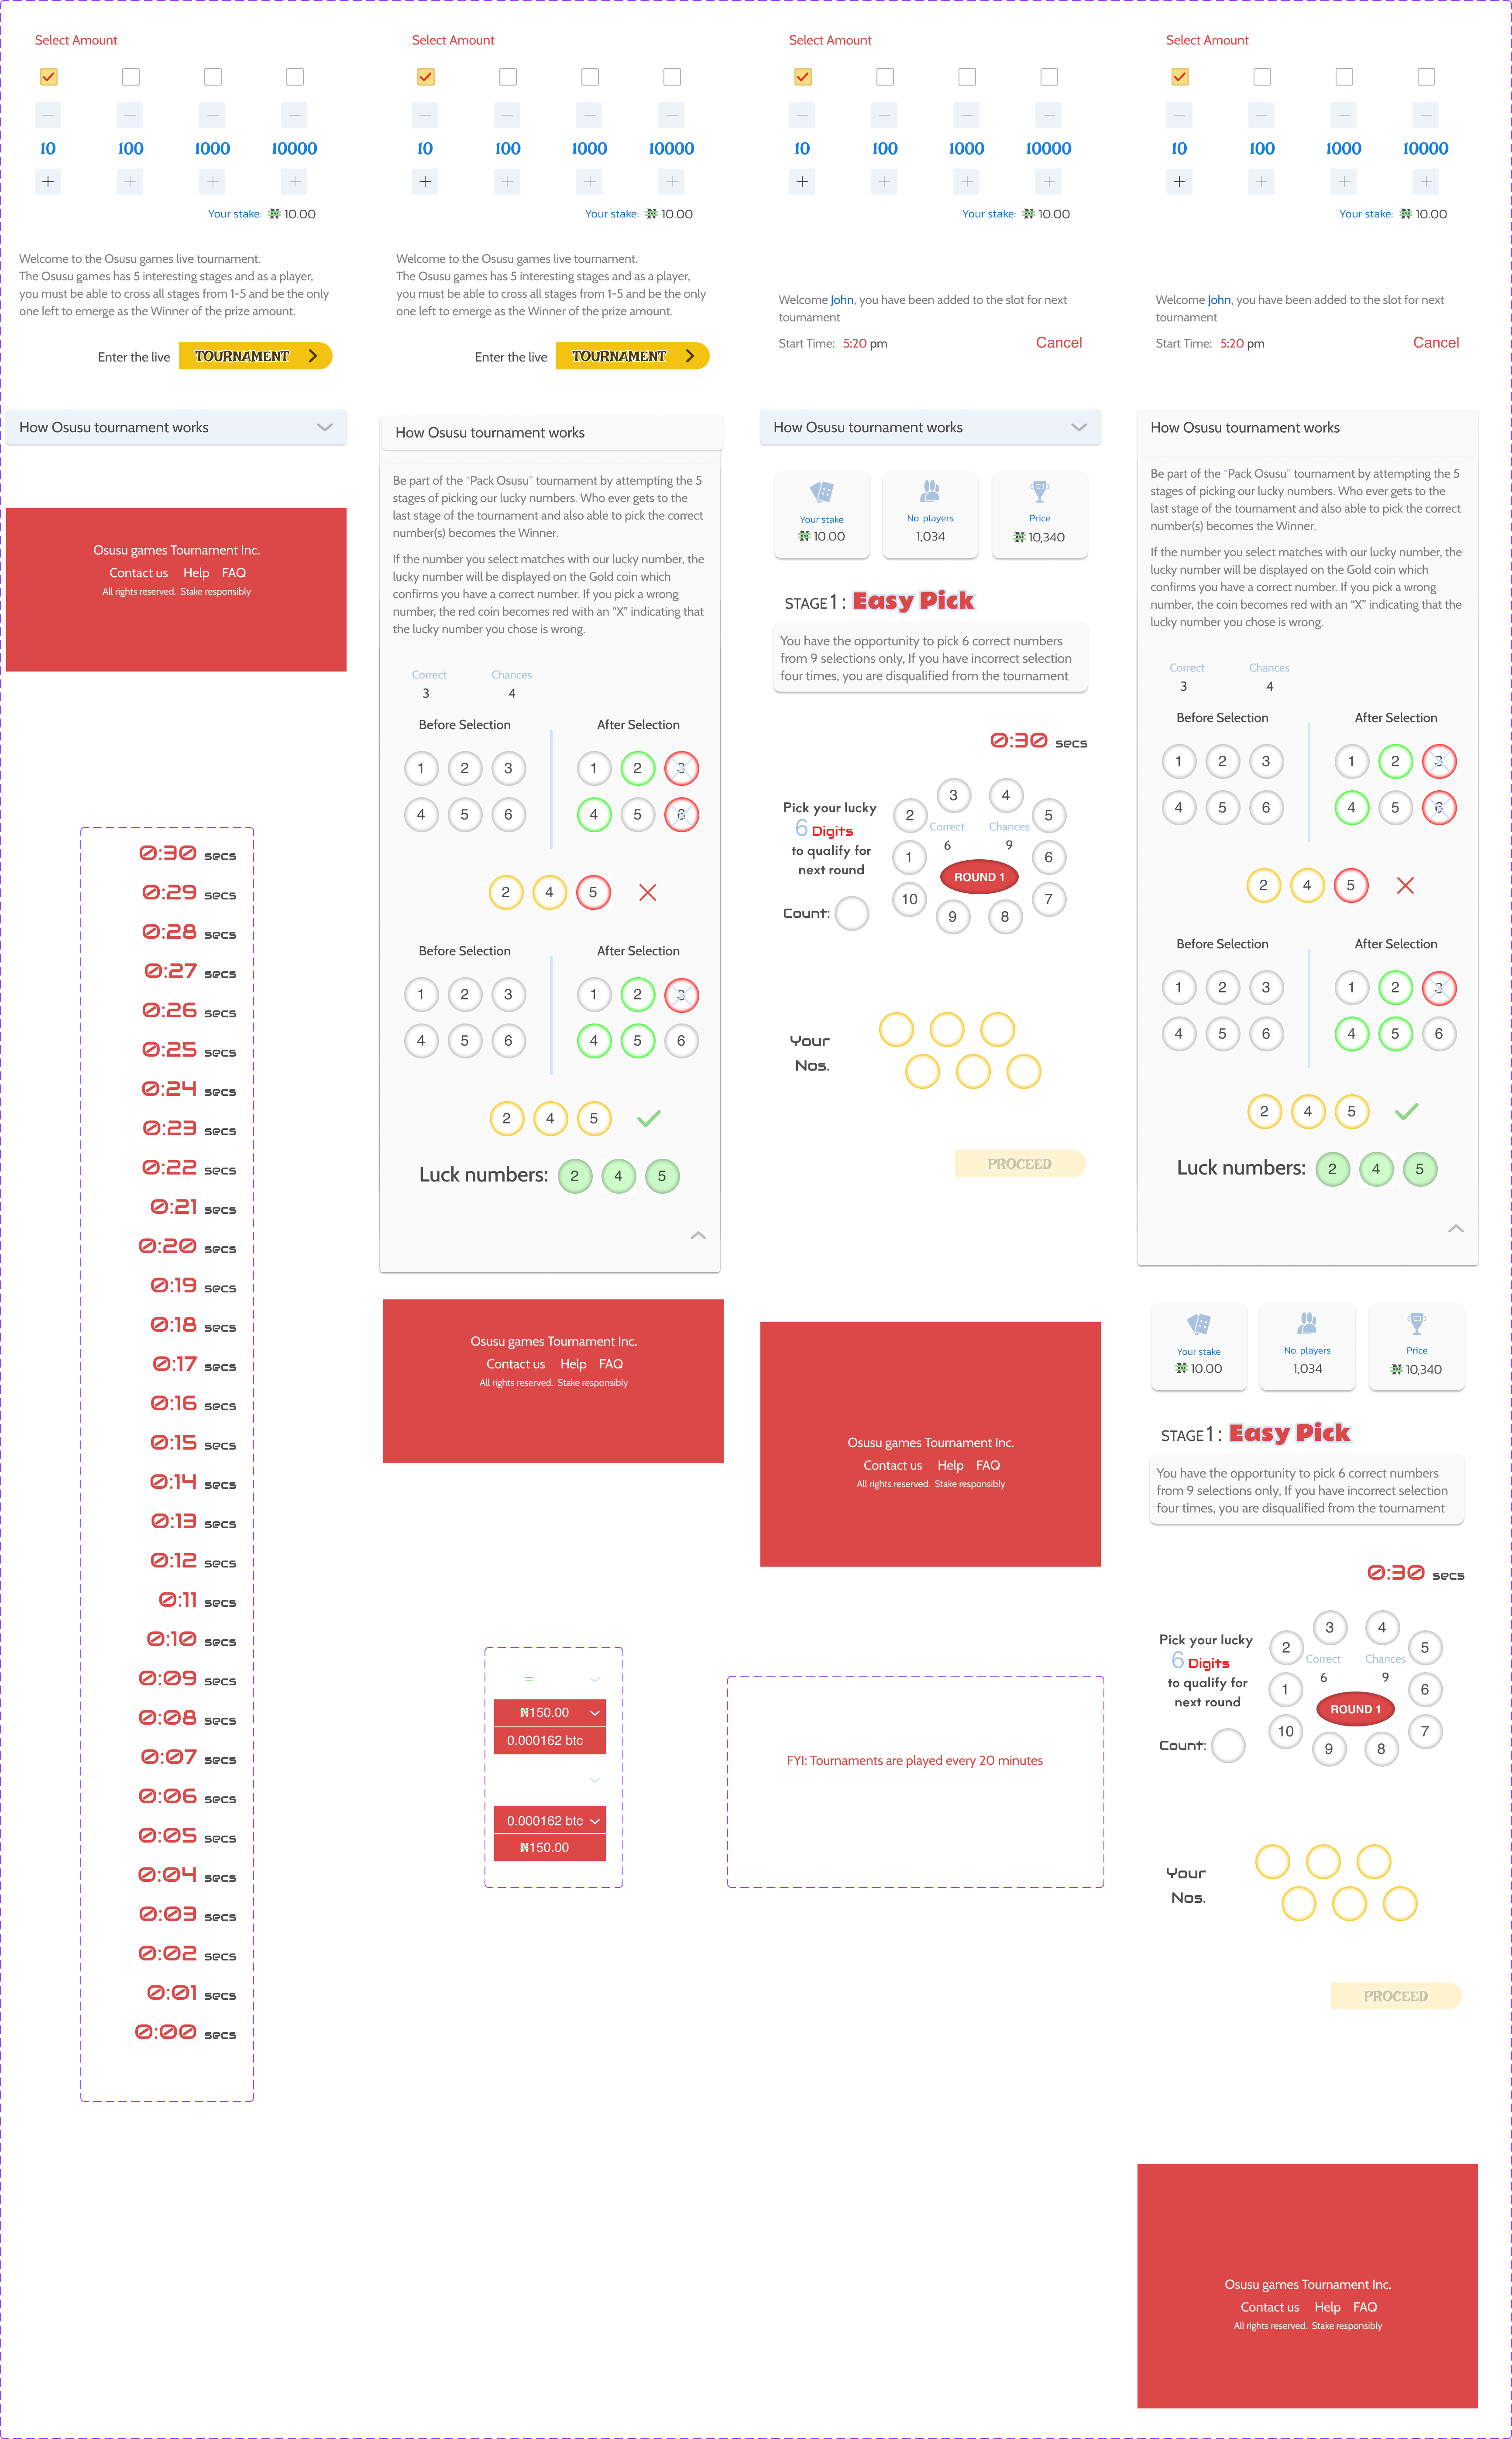 Select Amount
10 100 1000 10000
Your stake: ₦ 10.00
Welcome to the Osusu games live tournament.
The Osusu games has 5 interesting stages and as a player,
you must be able to cross all stages from 1-5 and be the only
one left to emerge as the Winner of the prize amount.
Enter the live TOURNAMENT
How Osusu tournament works
Osusu games Tournament Inc.
Contact us Help FAQ
All rights reserved. Stake responsibly
0:30 secs
0:29 secs
0:28 secs
0:27 secs
0:26 secs
0:25 secs
0:24 secs
0:23 secs
0:22 secs
0:21 secs
0:20 secs
0:19 secs
0:18 secs
0:17 secs
0:16 secs
0:15 secs
0:14 secs
0:13 secs
0:12 secs
0:11 secs
0:10 secs
0:09 secs
0:08 secs
0:07 secs
0:06 secs
0:05 secs
0:04 secs
0:03 secs
0:02 secs
0:01 secs
0:00 secs
Select Amount
10 100 1000 10000
Your stake: ₦ 10.00
Welcome to the Osusu games live tournament.
The Osusu games has 5 interesting stages and as a player,
you must be able to cross all stages from 1-5 and be the only
one left to emerge as the Winner of the prize amount.
Enter the live TOURNAMENT
How Osusu tournament works
Be part of the “Pack Osusu” tournament by attempting the 5
stages of picking our lucky numbers. Who ever gets to the
last stage of the tournament and also able to pick the correct
number(s) becomes the Winner.
If the number you select matches with our lucky number, the
lucky number will be displayed on the Gold coin which
confirms you have a correct number. If you pick a wrong
number, the red coin becomes red with an “X” indicating that
the lucky number you chose is wrong.
Correct Chances
3 4
Before Selection After Selection
1 2 3 1 2 3
4 5 6 4 5 6
2 4 5
Before Selection After Selection
1 2 3 1 2 3
4 5 6 4 5 6
2 4 5
Luck numbers: 2 4 5
Osusu games Tournament Inc.
Contact us Help FAQ
All rights reserved. Stake responsibly
₦150.00
0.000162 btc
0.000162 btc
₦150.00
Select Amount
10 100 1000 10000
Your stake: ₦ 10.00
Welcome John, you have been added to the slot for next
tournament
Start Time: 5:20 pm Cancel
How Osusu tournament works
Your stake No. players Price
₦ 10.00 1,034 ₦ 10,340
STAGE 1 : Easy Pick
You have the opportunity to pick 6 correct numbers
from 9 selections only, If you have incorrect selection
four times, you are disqualified from the tournament
0:30 secs
3 4
Pick your lucky 2 5
6 Digits Correct Chances
to qualify for 1 6 9 6
next round ROUND 1
10 7
Count: 9 8
Your
Nos.
PROCEED
Osusu games Tournament Inc.
Contact us Help FAQ
All rights reserved. Stake responsibly
FYI: Tournaments are played every 20 minutes
Select Amount
10 100 1000 10000
Your stake: ₦ 10.00
Welcome John, you have been added to the slot for next
tournament
Start Time: 5:20 pm Cancel
How Osusu tournament works
Be part of the “Pack Osusu” tournament by attempting the 5
stages of picking our lucky numbers. Who ever gets to the
last stage of the tournament and also able to pick the correct
number(s) becomes the Winner.
If the number you select matches with our lucky number, the
lucky number will be displayed on the Gold coin which
confirms you have a correct number. If you pick a wrong
number, the coin becomes red with an “X” indicating that the
lucky number you chose is wrong.
Correct Chances
3 4
Before Selection After Selection
1 2 3 1 2 3
4 5 6 4 5 6
2 4 5
Before Selection After Selection
1 2 3 1 2 3
4 5 6 4 5 6
2 4 5
Luck numbers: 2 4 5
Your stake No. players Price
₦ 10.00 1,034 ₦ 10,340
STAGE 1 : Easy Pick
You have the opportunity to pick 6 correct numbers
from 9 selections only, If you have incorrect selection
four times, you are disqualified from the tournament
0:30 secs
3 4
Pick your lucky 2 5
6 Digits Correct Chances
to qualify for 1 6 9 6
next round ROUND 1
10 7
Count: 9 8
Your
Nos.
PROCEED
Osusu games Tournament Inc.
Contact us Help FAQ
All rights reserved. Stake responsibly